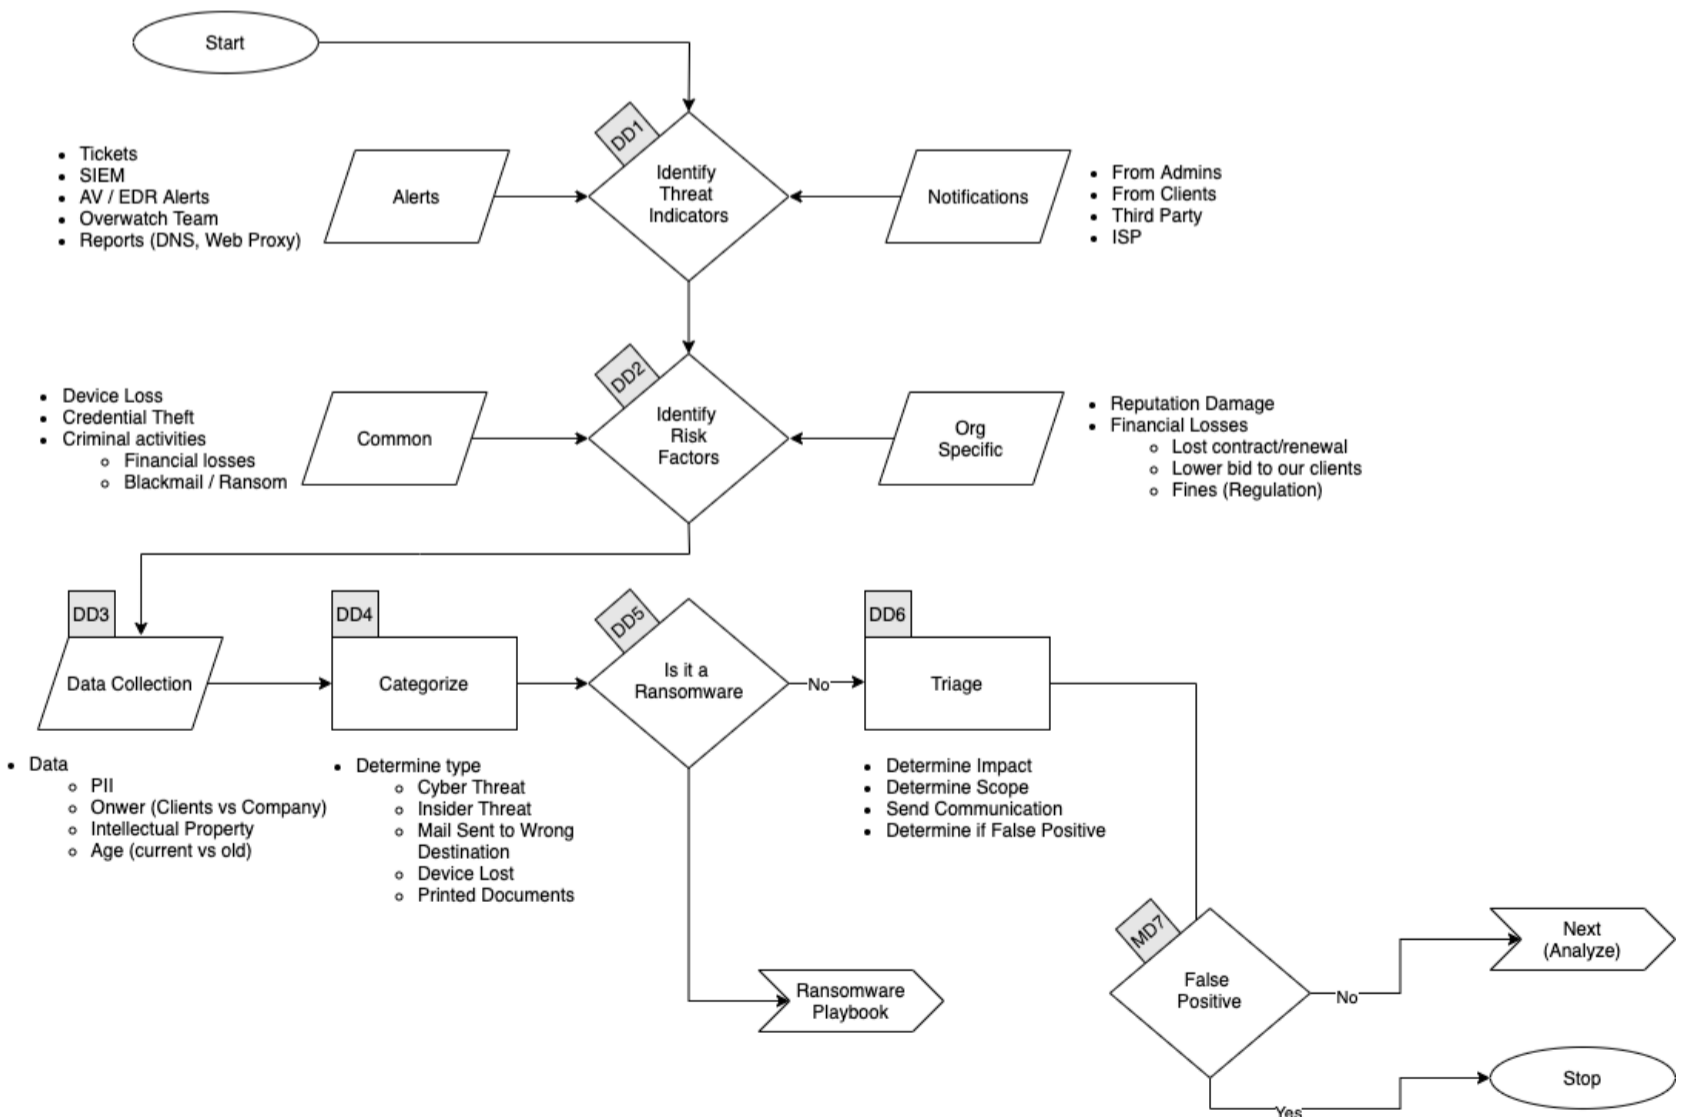 Start
DD1
Identify
Threat
Indicators
• Tickets
• SIEM
• AV / EDR Alerts
• Overwatch Team
• Reports (DNS, Web Proxy)
Alerts
Notifications
• From Admins
• From Clients
• Third Party
• ISP
DD2
Identify
Risk
Factors
• Device Loss
• Credential Theft
• Criminal activities
○ Financial losses
○ Blackmail / Ransom
Common
Org
Specific
• Reputation Damage
• Financial Losses
○ Lost contract/renewal
○ Lower bid to our clients
○ Fines (Regulation)
DD3
Data Collection
• Data
○ PII
○ Onwer (Clients vs Company)
○ Intellectual Property
○ Age (current vs old)
DD4
Categorize
• Determine type
○ Cyber Threat
○ Insider Threat
○ Mail Sent to Wrong
Destination
○ Device Lost
○ Printed Documents
DD5
Is it a
Ransomware
No
DD6
Triage
• Determine Impact
• Determine Scope
• Send Communication
• Determine if False Positive
Ransomware
Playbook
MD7
False
Positive
No
Next
(Analyze)
Yes
Stop